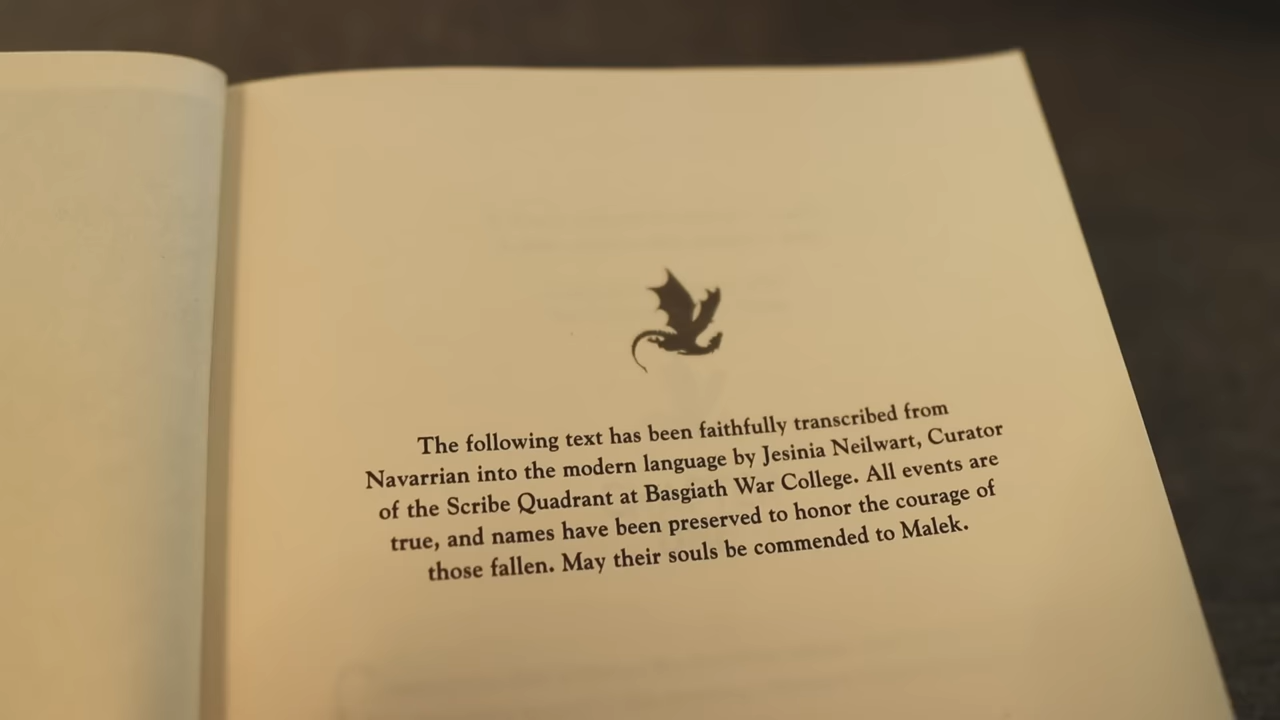 The following text has been faithfully transcribed from
Navarrian into the modern language by Jesinia Neilwart, Curator
of the Scribe Quadrant at Basgiath War College. All events are
true, and names have been preserved to honor the courage of
those fallen. May their souls be commended to Malek.